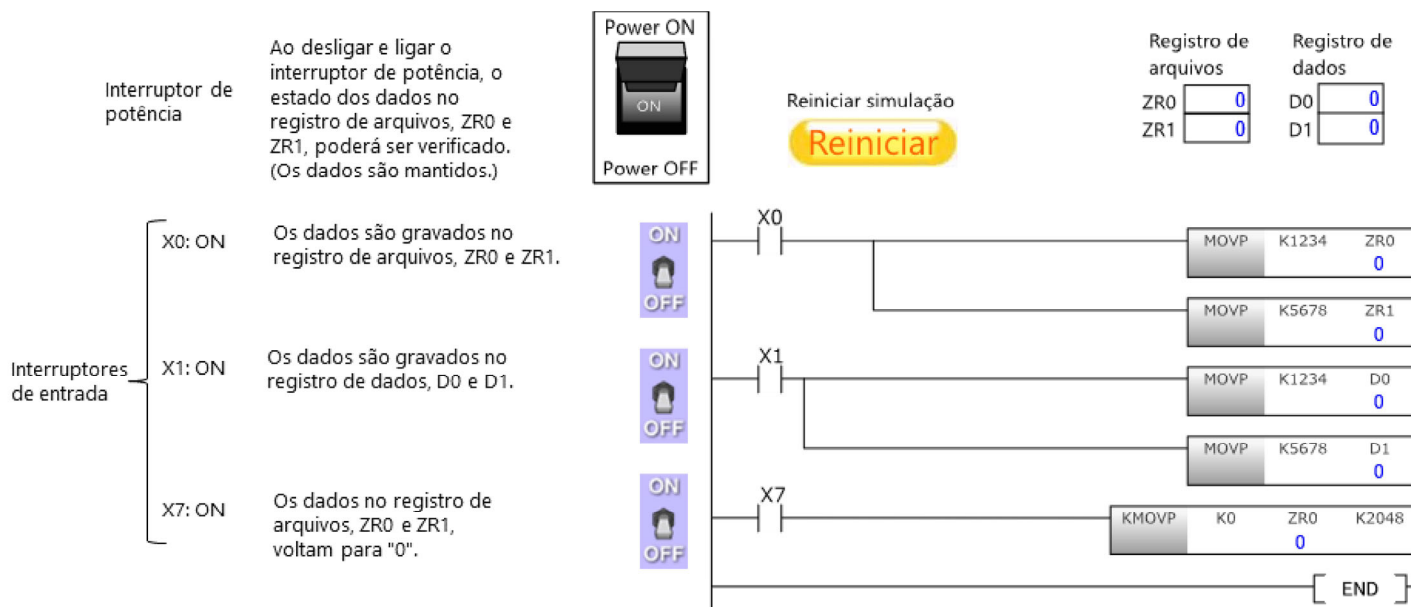 Interruptor de
potência
Ao desligar e ligar o
interruptor de potência, o
estado dos dados no
registro de arquivos, ZR0 e
ZR1, poderá ser verificado.
(Os dados são mantidos.)
Power ON
ON
Power OFF
Reiniciar simulação
Reiniciar
Registro de
arquivos
ZR0 0
ZR1 0
Registro de
dados
D0 0
D1 0
Interruptores
de entrada
X0: ON
Os dados são gravados no
registro de arquivos, ZR0 e ZR1.
ON
OFF
X0
MOVP K1234 ZR0
0
MOVP K5678 ZR1
0
X1: ON
Os dados são gravados no
registro de dados, D0 e D1.
ON
OFF
X1
MOVP K1234 D0
0
MOVP K5678 D1
0
X7: ON
Os dados no registro de
arquivos, ZR0 e ZR1,
voltam para "0".
ON
OFF
X7
KMOVP K0 ZR0 K2048
0
END